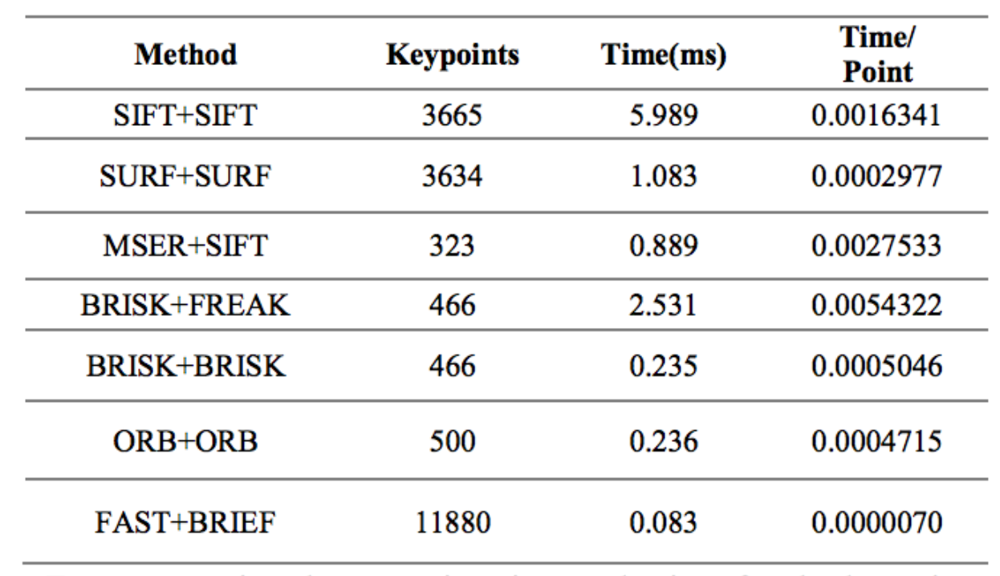 Method Keypoints Time(ms) Time/
Point
SIFT+SIFT 3665 5.989 0.0016341
SURF+SURF 3634 1.083 0.0002977
MSER+SIFT 323 0.889 0.0027533
BRISK+FREAK 466 2.531 0.0054322
BRISK+BRISK 466 0.235 0.0005046
ORB+ORB 500 0.236 0.0004715
FAST+BRIEF 11880 0.083 0.0000070